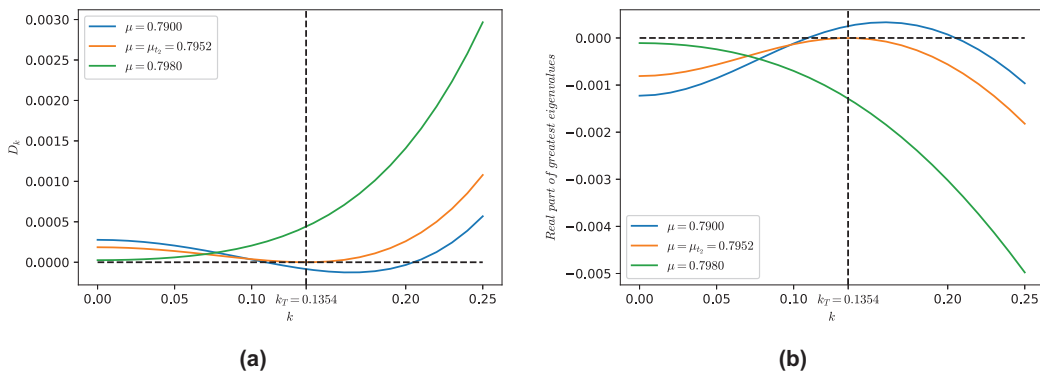 0.0030
0.0025
0.0020
0.0015
0.0010
0.0005
0.0000
D_k
μ = 0.7900
μ = μ_{t_2} = 0.7952
μ = 0.7980
0.00 0.05 0.10 k_T = 0.1354 0.20 0.25
k
(a)
0.000
−0.001
−0.002
−0.003
−0.004
−0.005
Real part of greatest eigenvalues
μ = 0.7900
μ = μ_{t_2} = 0.7952
μ = 0.7980
0.00 0.05 0.10 k_T = 0.1354 0.20 0.25
k
(b)